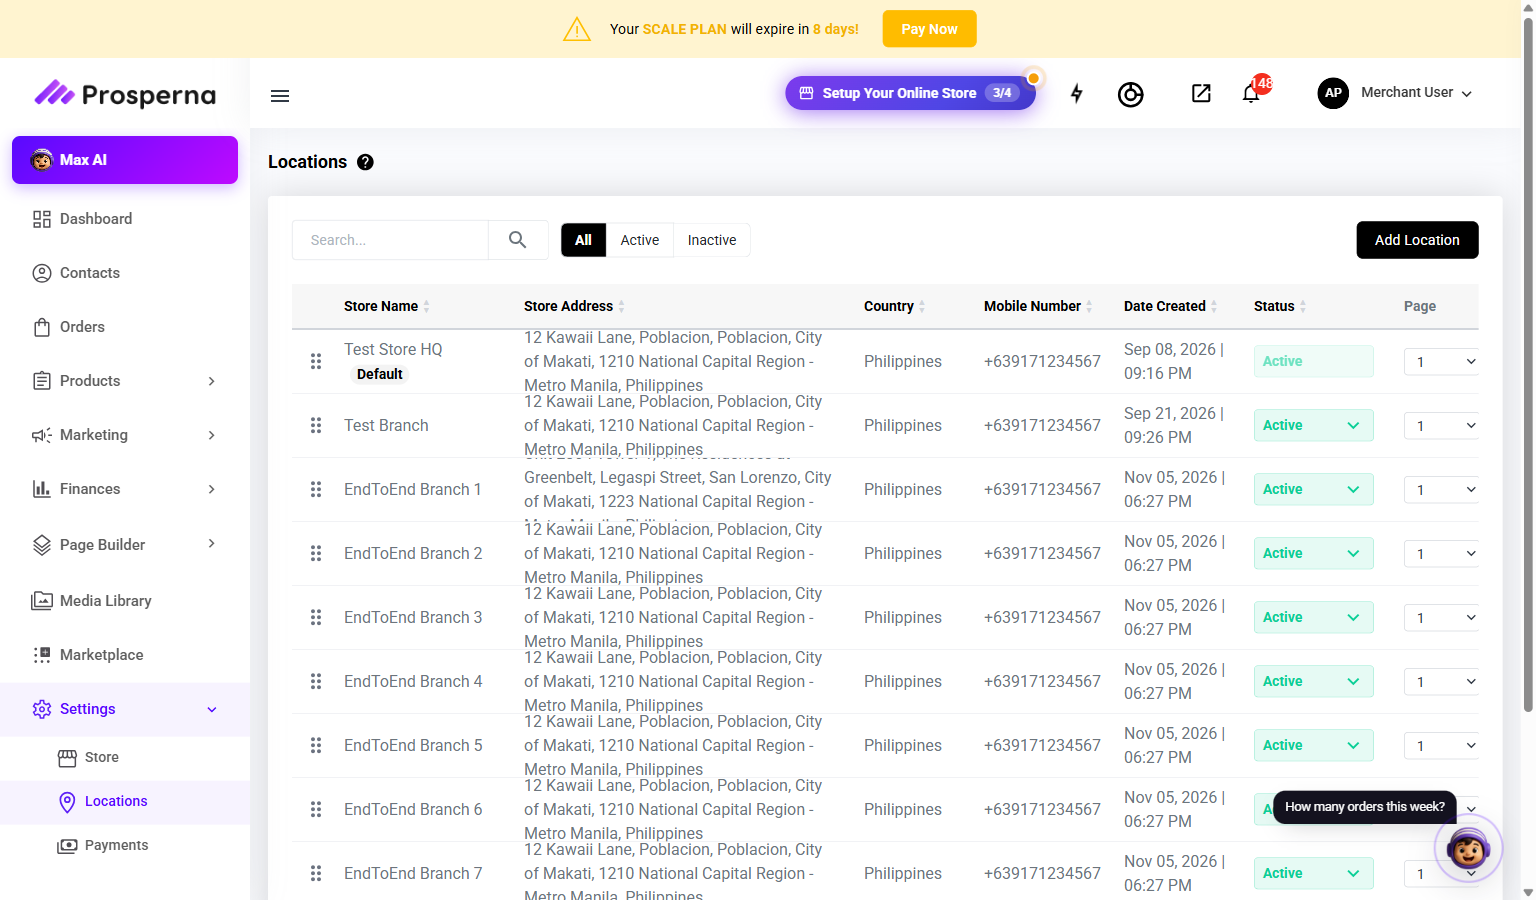 Your SCALE PLAN will expire in 8 days!
Pay Now
Prosperna
Setup Your Online Store 3/4
148
AP
Merchant User
Max AI
Dashboard
Contacts
Orders
Products
Marketing
Finances
Page Builder
Media Library
Marketplace
Settings
Store
Locations
Payments
Locations
Search...
All
Active
Inactive
Add Location
Store Name
Store Address
Country
Mobile Number
Date Created
Status
Page
Test Store HQ
Default
12 Kawaii Lane, Poblacion, Poblacion, City
of Makati, 1210 National Capital Region -
Metro Manila, Philippines
Philippines
+639171234567
Sep 08, 2026 |
09:16 PM
Active
1
Test Branch
12 Kawaii Lane, Poblacion, Poblacion, City
of Makati, 1210 National Capital Region -
Metro Manila, Philippines
Philippines
+639171234567
Sep 21, 2026 |
09:26 PM
Active
1
EndToEnd Branch 1
Greenbelt, Legaspi Street, San Lorenzo, City
of Makati, 1223 National Capital Region -
Philippines
+639171234567
Nov 05, 2026 |
06:27 PM
Active
1
EndToEnd Branch 2
12 Kawaii Lane, Poblacion, Poblacion, City
of Makati, 1210 National Capital Region -
Metro Manila, Philippines
Philippines
+639171234567
Nov 05, 2026 |
06:27 PM
Active
1
EndToEnd Branch 3
12 Kawaii Lane, Poblacion, Poblacion, City
of Makati, 1210 National Capital Region -
Metro Manila, Philippines
Philippines
+639171234567
Nov 05, 2026 |
06:27 PM
Active
1
EndToEnd Branch 4
12 Kawaii Lane, Poblacion, Poblacion, City
of Makati, 1210 National Capital Region -
Metro Manila, Philippines
Philippines
+639171234567
Nov 05, 2026 |
06:27 PM
Active
1
EndToEnd Branch 5
12 Kawaii Lane, Poblacion, Poblacion, City
of Makati, 1210 National Capital Region -
Metro Manila, Philippines
Philippines
+639171234567
Nov 05, 2026 |
06:27 PM
Active
1
EndToEnd Branch 6
12 Kawaii Lane, Poblacion, Poblacion, City
of Makati, 1210 National Capital Region -
Metro Manila, Philippines
Philippines
+639171234567
Nov 05, 2026 |
06:27 PM
How many orders this week?
EndToEnd Branch 7
12 Kawaii Lane, Poblacion, Poblacion, City
of Makati, 1210 National Capital Region -
Metro Manila, Philippines
Philippines
+639171234567
Nov 05, 2026 |
06:27 PM
Active
1